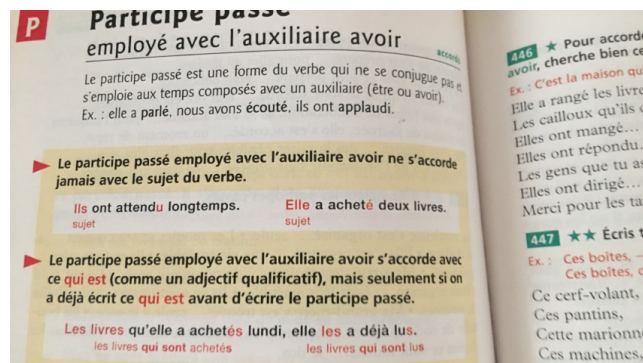 P
Participe passé
employé avec l'auxiliaire avoir
accords
Le participe passé est une forme du verbe qui ne se conjugue pas et
s'emploie aux temps composés avec un auxiliaire (être ou avoir).
Ex. : elle a parlé, nous avons écouté, ils ont applaudi.
Le participe passé employé avec l'auxiliaire avoir ne s'accorde
jamais avec le sujet du verbe.
Ils ont attendu longtemps. Elle a acheté deux livres.
sujet sujet
Le participe passé employé avec l'auxiliaire avoir s'accorde avec
ce qui est (comme un adjectif qualificatif), mais seulement si on
a déjà écrit ce qui est avant d'écrire le participe passé.
Les livres qu'elle a achetés lundi, elle les a déjà lus.
les livres qui sont achetés les livres qui sont lus
446 ★ Pour accord
avoir, cherche bien ce
Ex. : C'est la maison qu
Elle a rangé les livre
Les cailloux qu'ils
Elles ont mangé...
Elles ont répondu.
Les gens que tu as
Elles ont dirigé...
Merci pour les ta
447 ★★ Écris
Ex. : Ces boîtes, –
Ces boîtes,
Ce cerf-volant,
Ces pantins,
Cette marionn
Ces machines